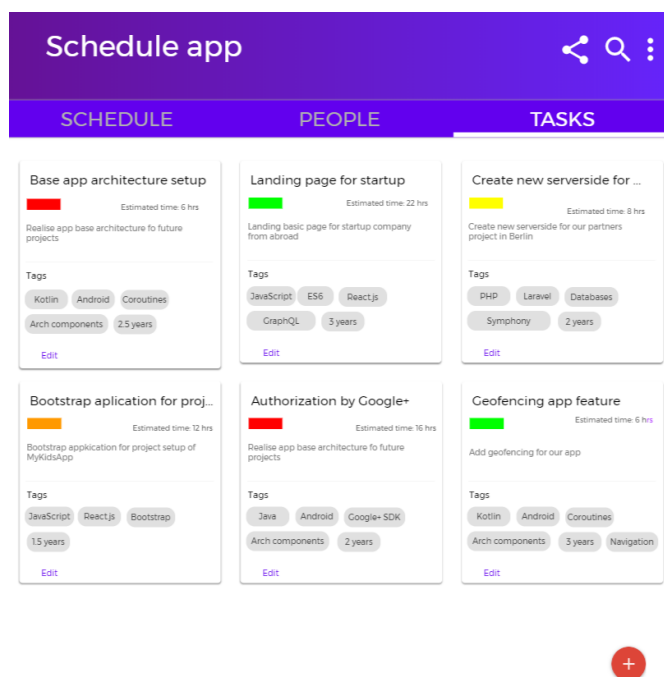 Schedule app
SCHEDULE PEOPLE TASKS
Base app architecture setup
Estimated time: 6 hrs
Realise app base architecture fo future
projects
Tags
Kotlin Android Coroutines
Arch components 2.5 years
Edit
Landing page for startup
Estimated time: 22 hrs
Landing basic page for startup company
from abroad
Tags
JavaScript ES6 React.js
GraphQL 3 years
Edit
Create new serverside for ...
Estimated time: 8 hrs
Create new serverside for our partners
project in Berlin
Tags
PHP Laravel Databases
Symphony 2 years
Edit
Bootstrap aplication for proj...
Estimated time: 12 hrs
Bootstrap appkication for project setup of
MyKidsApp
Tags
JavaScript React.js Bootstrap
1.5 years
Edit
Authorization by Google+
Estimated time: 16 hrs
Realise app base architecture fo future
projects
Tags
Java Android Google+ SDK
Arch components 2 years
Edit
Geofencing app feature
Estimated time: 6 hrs
Add geofencing for our app
Tags
Kotlin Android Coroutines
Arch components 3 years Navigation
Edit
+